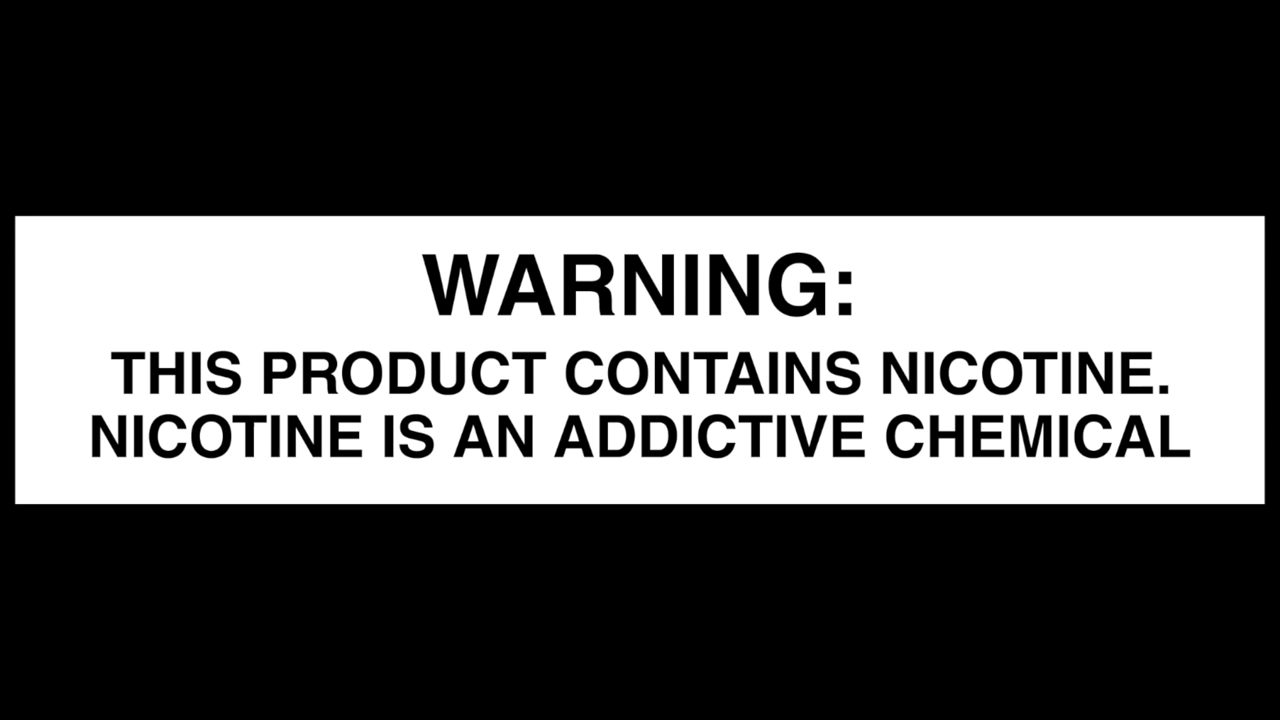 WARNING:
THIS PRODUCT CONTAINS NICOTINE.
NICOTINE IS AN ADDICTIVE CHEMICAL